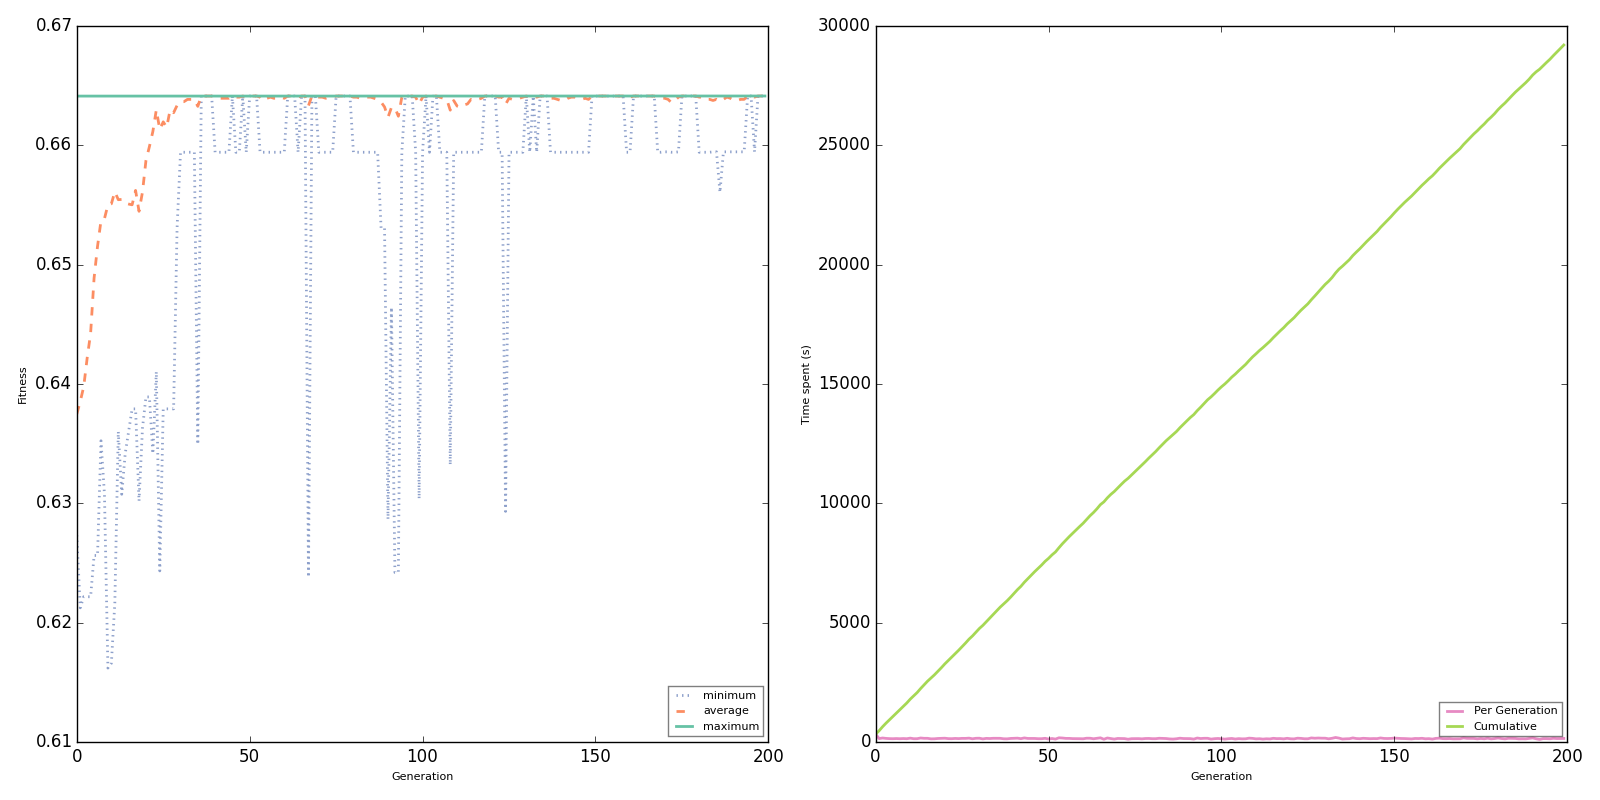 0.67
0.66
0.65
0.64
0.63
0.62
0.61
Fitness
0
50
100
150
200
Generation
minimum
average
maximum
30000
25000
20000
15000
10000
5000
0
Time spent (s)
0
50
100
150
200
Generation
Per Generation
Cumulative